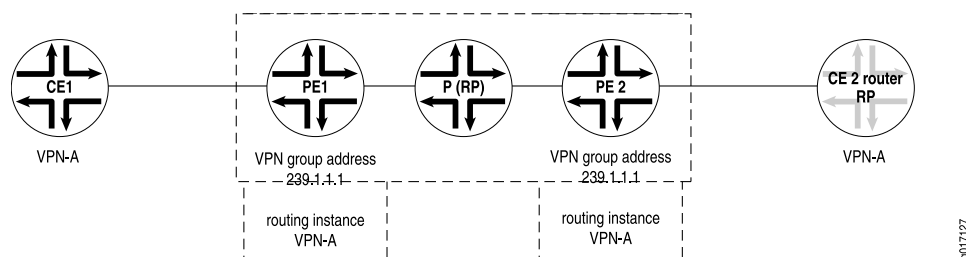 CE1
PE1
P (RP)
PE 2
CE 2 router
RP
VPN-A
VPN group address
239.1.1.1
VPN group address
239.1.1.1
VPN-A
routing instance
VPN-A
routing instance
VPN-A
g017127